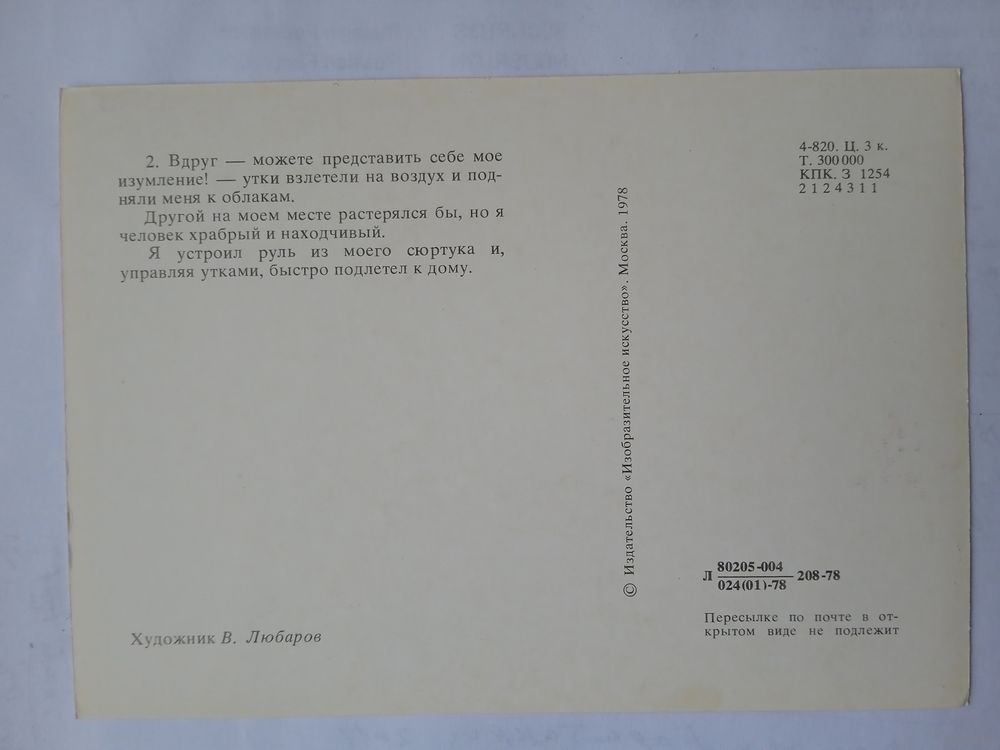 2. Вдруг — можете представить себе мое
изумление! — утки взлетели на воздух и под-
няли меня к облакам.
Другой на моем месте растерялся бы, но я
человек храбрый и находчивый.
Я устроил руль из моего сюртука и,
управляя утками, быстро подлетел к дому.
Художник В. Любаров
© Издательство «Изобразительное искусство». Москва. 1978
4-820. Ц. 3 к.
Т. 300 000
КПК. З 1254
2 1 2 4 3 1 1
Л 80205-004 208-78
024(01)-78
Пересылке по почте в от-
крытом виде не подлежит